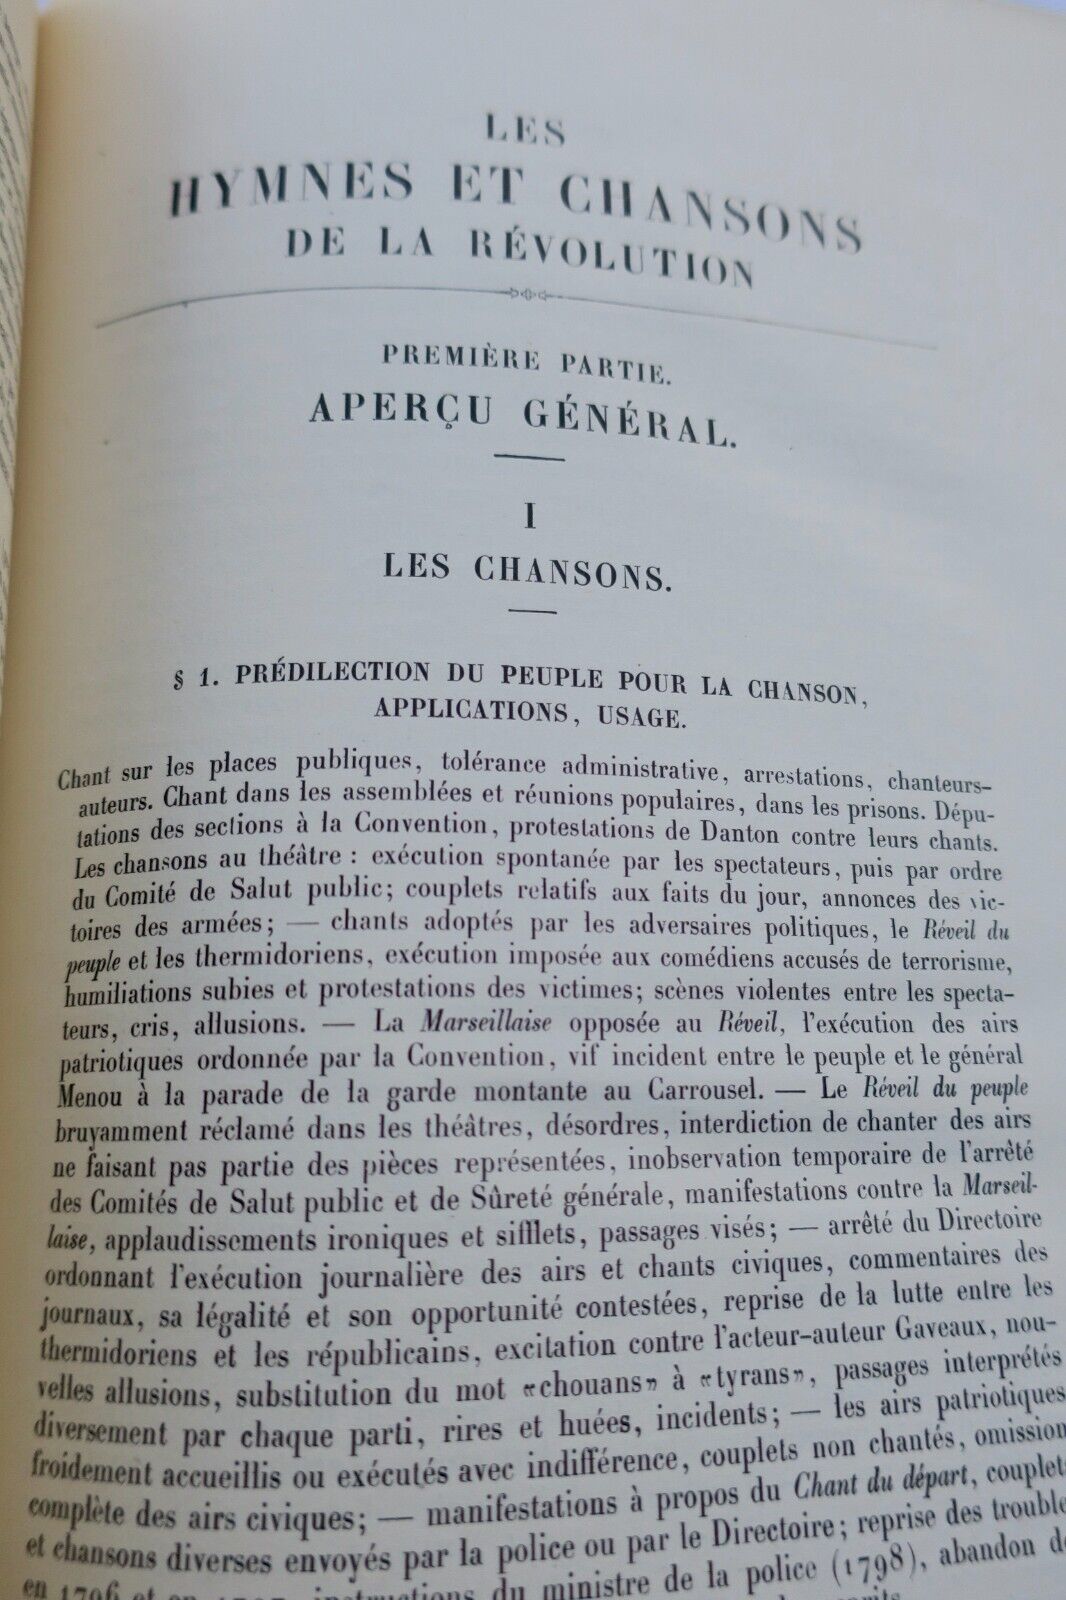 LES
HYMNES ET CHANSONS
DE LA RÉVOLUTION
PREMIÈRE PARTIE.
APERÇU GÉNÉRAL.
I
LES CHANSONS.
§ 1. PRÉDILECTION DU PEUPLE POUR LA CHANSON,
APPLICATIONS, USAGE.
Chant sur les places publiques, tolérance administrative, arrestations, chanteurs-
auteurs. Chant dans les assemblées et réunions populaires, dans les prisons. Dépu-
tations des sections à la Convention, protestations de Danton contre leurs chants.
Les chansons au théâtre : exécution spontanée par les spectateurs, puis par ordre
du Comité de Salut public; couplets relatifs aux faits du jour, annonces des vic-
toires des armées; — chants adoptés par les adversaires politiques, le Réveil du
peuple et les thermidoriens, exécution imposée aux comédiens accusés de terrorisme,
humiliations subies et protestations des victimes; scènes violentes entre les specta-
teurs, cris, allusions. — La Marseillaise opposée au Réveil, l'exécution des airs
patriotiques ordonnée par la Convention, vif incident entre le peuple et le général
Menou à la parade de la garde montante au Carrousel. — Le Réveil du peuple
bruyamment réclamé dans les théâtres, désordres, interdiction de chanter des airs
ne faisant pas partie des pièces représentées, inobservation temporaire de l'arrêté
des Comités de Salut public et de Sûreté générale, manifestations contre la Marseil-
laise, applaudissements ironiques et sifflets, passages visés; — arrêté du Directoire
ordonnant l'exécution journalière des airs et chants civiques, commentaires des
journaux, sa légalité et son opportunité contestées, reprise de la lutte entre les
thermidoriens et les républicains, excitation contre l'acteur-auteur Gaveaux, nou-
velles allusions, substitution du mot «chouans» à «tyrans», passages interprétés
diversement par chaque parti, rires et huées, incidents; — les airs patriotiques
froidement accueillis ou exécutés avec indifférence, couplets non chantés, omission
complète des airs civiques; — manifestations à propos du Chant du départ, couplets
et chansons diverses envoyés par la police ou par le Directoire; reprise des trouble
en 1796 et en instructions du ministre de la police (1798), abandon d